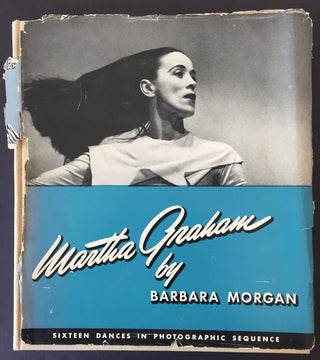 Martha Graham
by
BARBARA MORGAN
SIXTEEN DANCES IN PHOTOGRAPHIC SEQUENCE